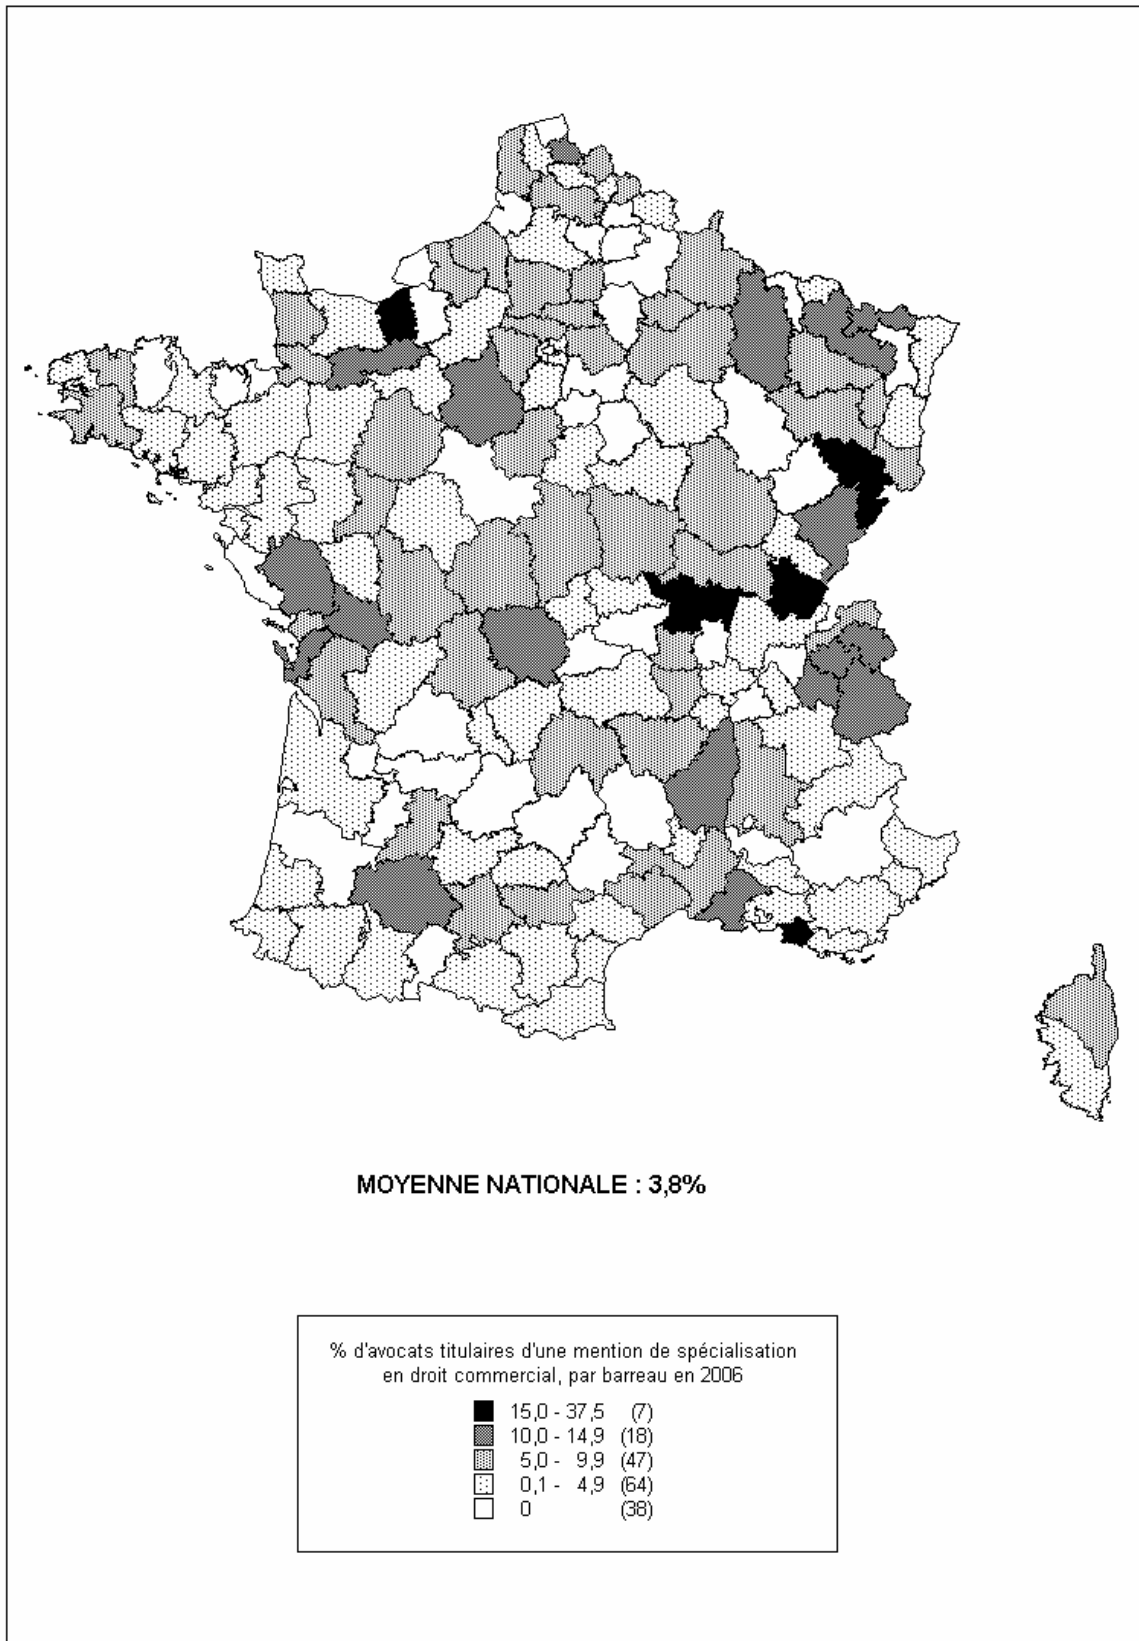 MOYENNE NATIONALE : 3,8%
% d'avocats titulaires d'une mention de spécialisation
en droit commercial, par barreau en 2006
15,0 - 37,5 (7)
10,0 - 14,9 (18)
5,0 - 9,9 (47)
0,1 - 4,9 (64)
0 (38)